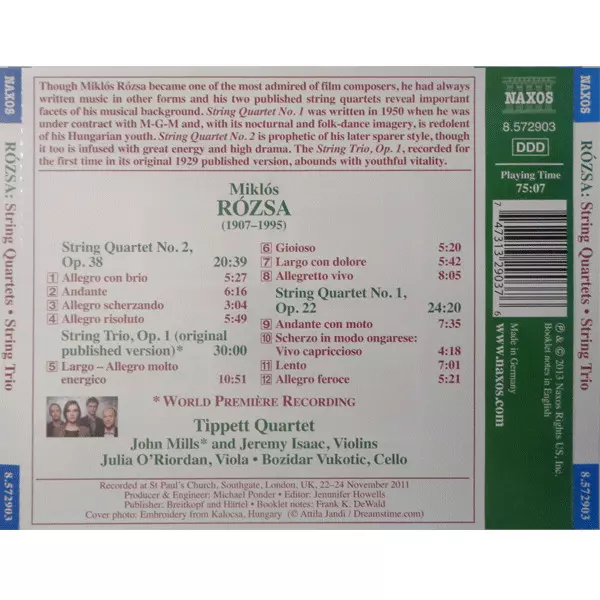 NAXOS
RÓZSA: String Quartets • String Trio
8.572903
Though Miklós Rózsa became one of the most admired of film composers, he had always
written music in other forms and his two published string quartets reveal important
facets of his musical background. String Quartet No. 1 was written in 1950 when he was
under contract with M-G-M and, with its nocturnal and folk-dance imagery, is redolent
of his Hungarian youth. String Quartet No. 2 is prophetic of his later sparer style, though
it too is infused with great energy and high drama. The String Trio, Op. 1, recorded for
the first time in its original 1929 published version, abounds with youthful vitality.
Miklós
RÓZSA
(1907–1995)
String Quartet No. 2,
Op. 38 20:39
1 Allegro con brio 5:27
2 Andante 6:16
3 Allegro scherzando 3:04
4 Allegro risoluto 5:49
String Trio, Op. 1 (original
published version)* 30:00
5 Largo – Allegro molto
energico 10:51
6 Gioioso 5:20
7 Largo con dolore 5:42
8 Allegretto vivo 8:05
String Quartet No. 1,
Op. 22 24:20
9 Andante con moto 7:35
10 Scherzo in modo ongarese:
Vivo capriccioso 4:18
11 Lento 7:01
12 Allegro feroce 5:21
* WORLD PREMIÈRE RECORDING
Tippett Quartet
John Mills* and Jeremy Isaac, Violins
Julia O'Riordan, Viola • Bozidar Vukotic, Cello
Recorded at St Paul's Church, Southgate, London, UK, 22–24 November 2011
Producer & Engineer: Michael Ponder • Editor: Jennnifer Howells
Publisher: Breitkopf and Härtel • Booklet notes: Frank K. DeWald
Cover photo: Embroidery from Kalocsa, Hungary (© Attila Jandi / Dreamstime.com)
NAXOS
8.572903
DDD
Playing Time
75:07
7 47313 29037 6
www.naxos.com
Made in Germany
℗ & © 2013 Naxos Rights US, Inc.
Booklet notes in English
NAXOS
RÓZSA: String Quartets • String Trio
8.572903